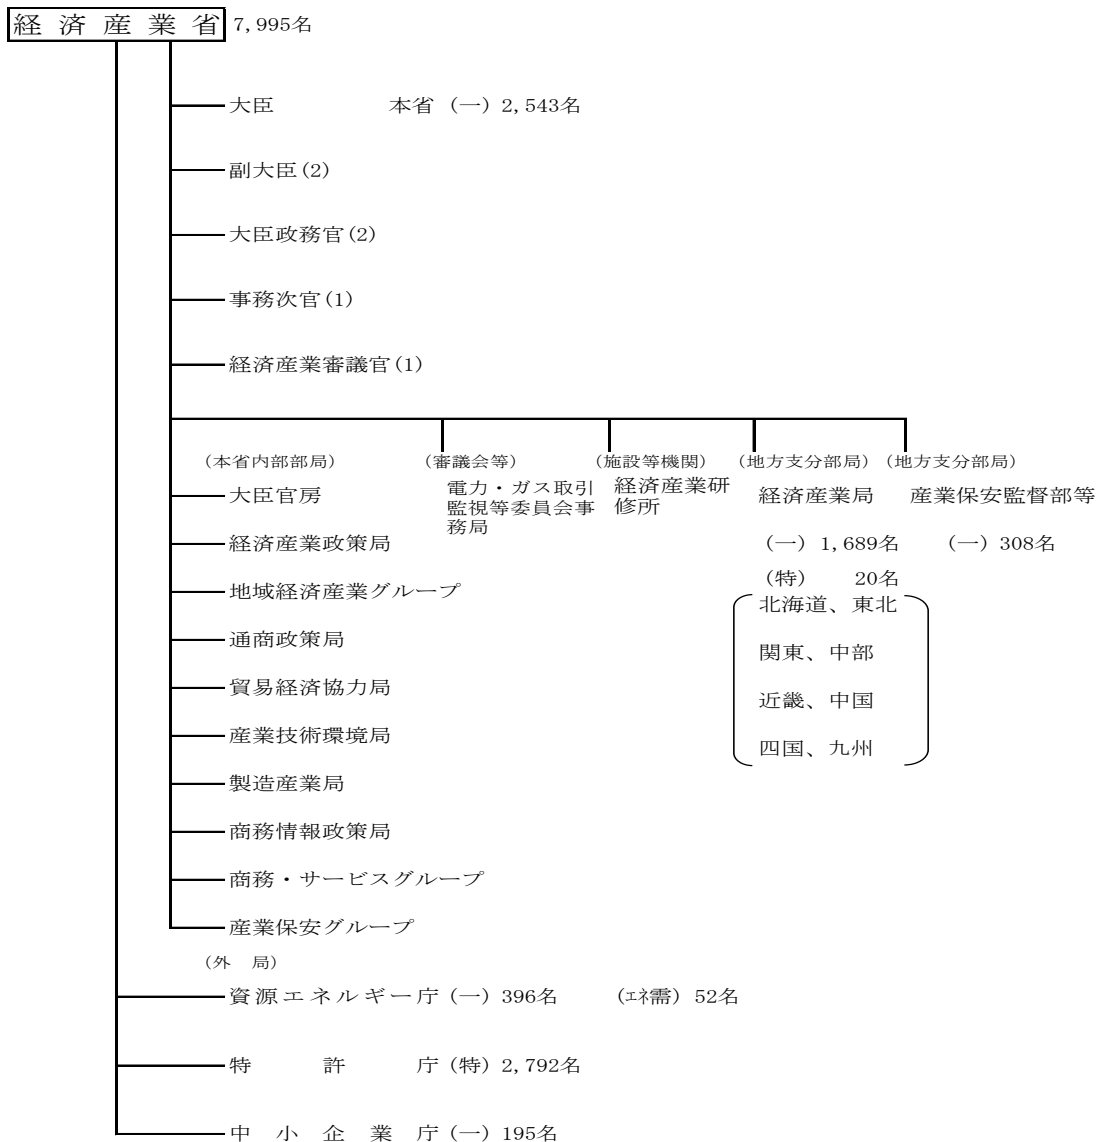 経済産業省 7,995名
大臣 本省 (一) 2,543名
副大臣(2)
大臣政務官(2)
事務次官(1)
経済産業審議官(1)
(本省内部部局) (審議会等) (施設等機関) (地方支分部局) (地方支分部局)
大臣官房
経済産業政策局
地域経済産業グループ
通商政策局
貿易経済協力局
産業技術環境局
製造産業局
商務情報政策局
商務・サービスグループ
産業保安グループ
電力・ガス取引
監視等委員会事
務局
経済産業研
修所
経済産業局
(一) 1,689名
(特) 20名
北海道、東北
関東、中部
近畿、中国
四国、九州
産業保安監督部等
(一) 308名
(外 局)
資源エネルギー庁 (一) 396名 (エネ需) 52名
特許庁 (特) 2,792名
中小企業庁 (一) 195名